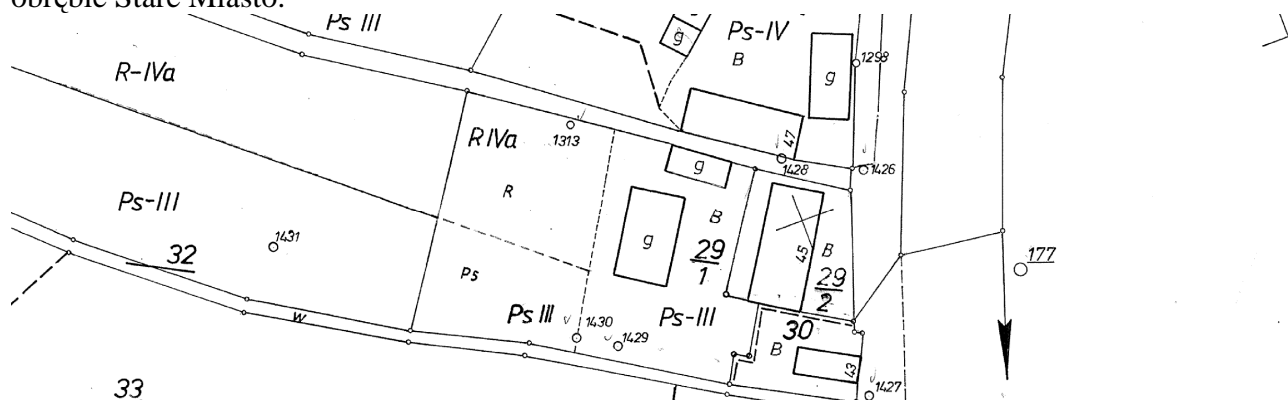 obrębie Stare Miasto.
Ps III
g
Ps-IV
B
R-IVa
g
1298
R IVa
1313
47
g
1428
1426
R
Ps-III
B
B
g
45
1431
32
29
1
177
Ps
29
2
w
Ps III
1430
Ps-III
30
1429
B
43
33
1427